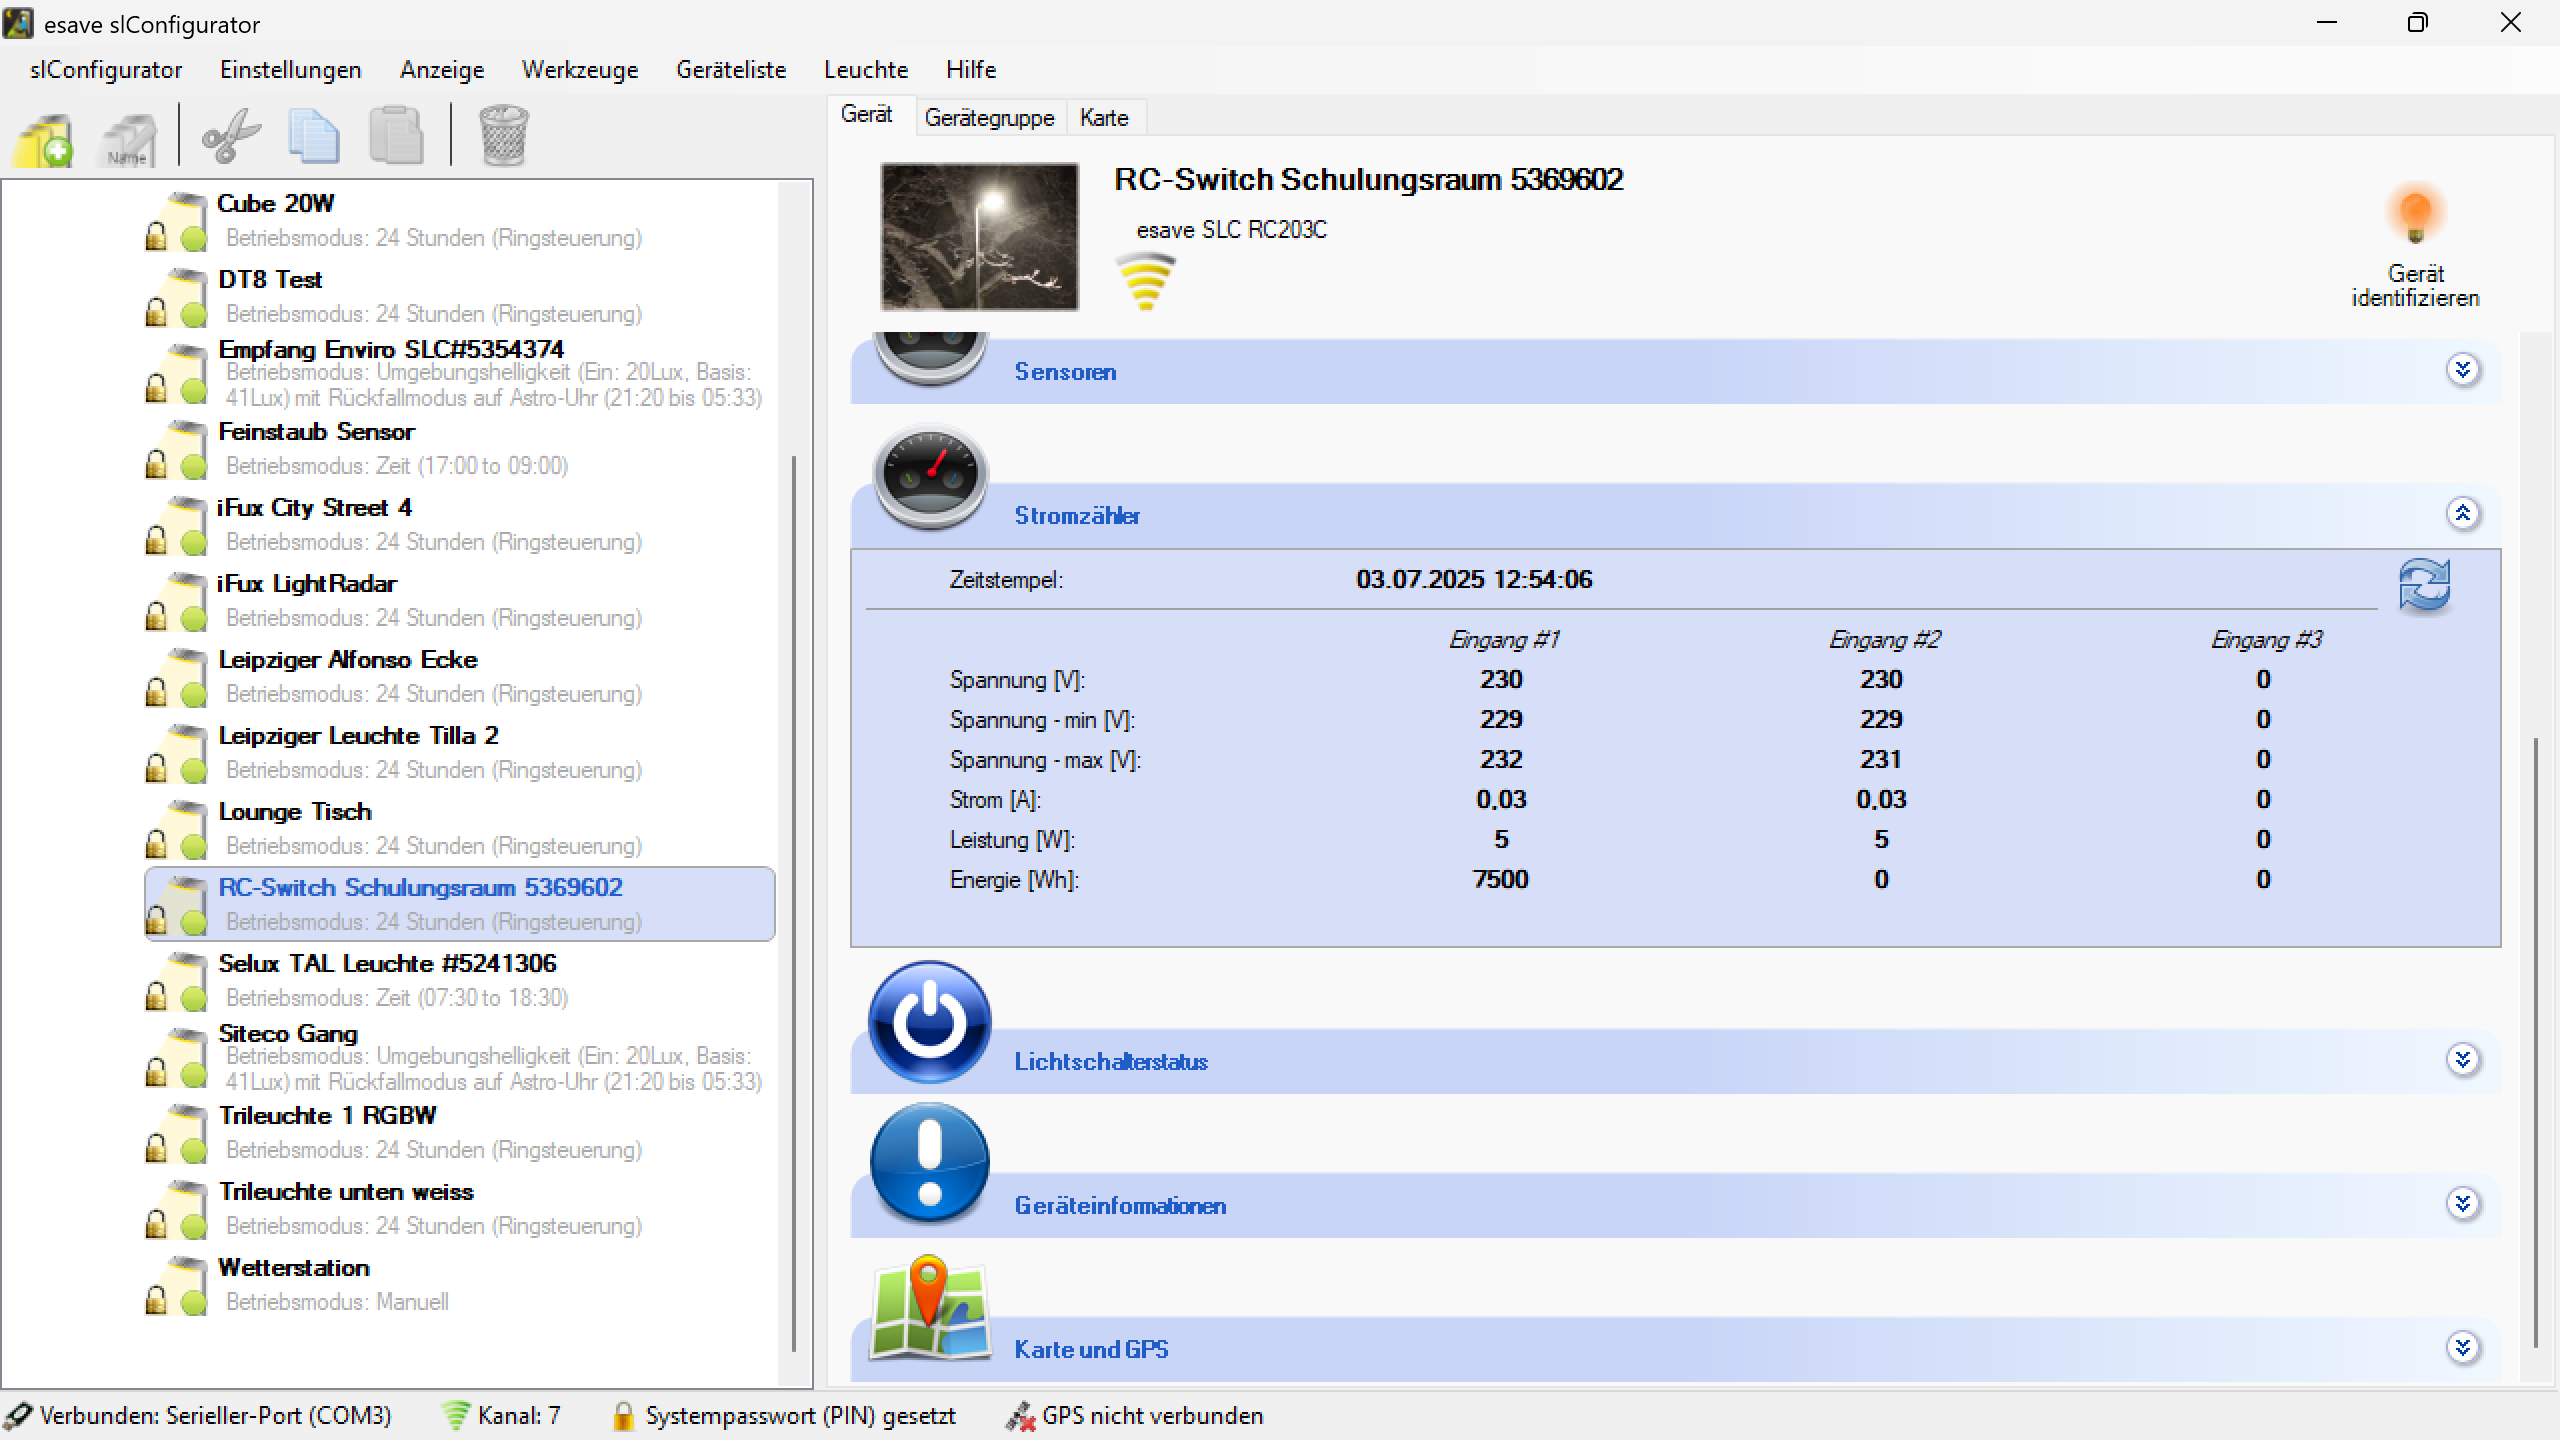 esave slConfigurator
slConfigurator Einstellungen Anzeige Werkzeuge Geräteliste Leuchte Hilfe
Name
Cube 20W
Betriebsmodus: 24 Stunden (Ringsteuerung)
DT8 Test
Betriebsmodus: 24 Stunden (Ringsteuerung)
Empfang Enviro SLC#5354374
Betriebsmodus: Umgebungshelligkeit (Ein: 20Lux, Basis:
41Lux) mit Rückfallmodus auf Astro-Uhr (21:20 bis 05:33)
Feinstaub Sensor
Betriebsmodus: Zeit (17:00 to 09:00)
iFux City Street 4
Betriebsmodus: 24 Stunden (Ringsteuerung)
iFux LightRadar
Betriebsmodus: 24 Stunden (Ringsteuerung)
Leipziger Alfonso Ecke
Betriebsmodus: 24 Stunden (Ringsteuerung)
Leipziger Leuchte Tilla 2
Betriebsmodus: 24 Stunden (Ringsteuerung)
Lounge Tisch
Betriebsmodus: 24 Stunden (Ringsteuerung)
RC-Switch Schulungsraum 5369602
Betriebsmodus: 24 Stunden (Ringsteuerung)
Selux TAL Leuchte #5241306
Betriebsmodus: Zeit (07:30 to 18:30)
Siteco Gang
Betriebsmodus: Umgebungshelligkeit (Ein: 20Lux, Basis:
41Lux) mit Rückfallmodus auf Astro-Uhr (21:20 bis 05:33)
Trileuchte 1 RGBW
Betriebsmodus: 24 Stunden (Ringsteuerung)
Trileuchte unten weiss
Betriebsmodus: 24 Stunden (Ringsteuerung)
Wetterstation
Betriebsmodus: Manuell
Gerät Gerätegruppe Karte
RC-Switch Schulungsraum 5369602
esave SLC RC203C
Gerät
identifizieren
Sensoren
Stromzähler
Zeitstempel: 03.07.2025 12:54:06
Eingang #1 Eingang #2 Eingang #3
Spannung [V]: 230 230 0
Spannung - min [V]: 229 229 0
Spannung - max [V]: 232 231 0
Strom [A]: 0,03 0,03 0
Leistung [W]: 5 5 0
Energie [Wh]: 7500 0 0
Lichtschalterstatus
Geräteinformationen
Karte und GPS
Verbunden: Serieller-Port (COM3) Kanal: 7 Systempasswort (PIN) gesetzt GPS nicht verbunden